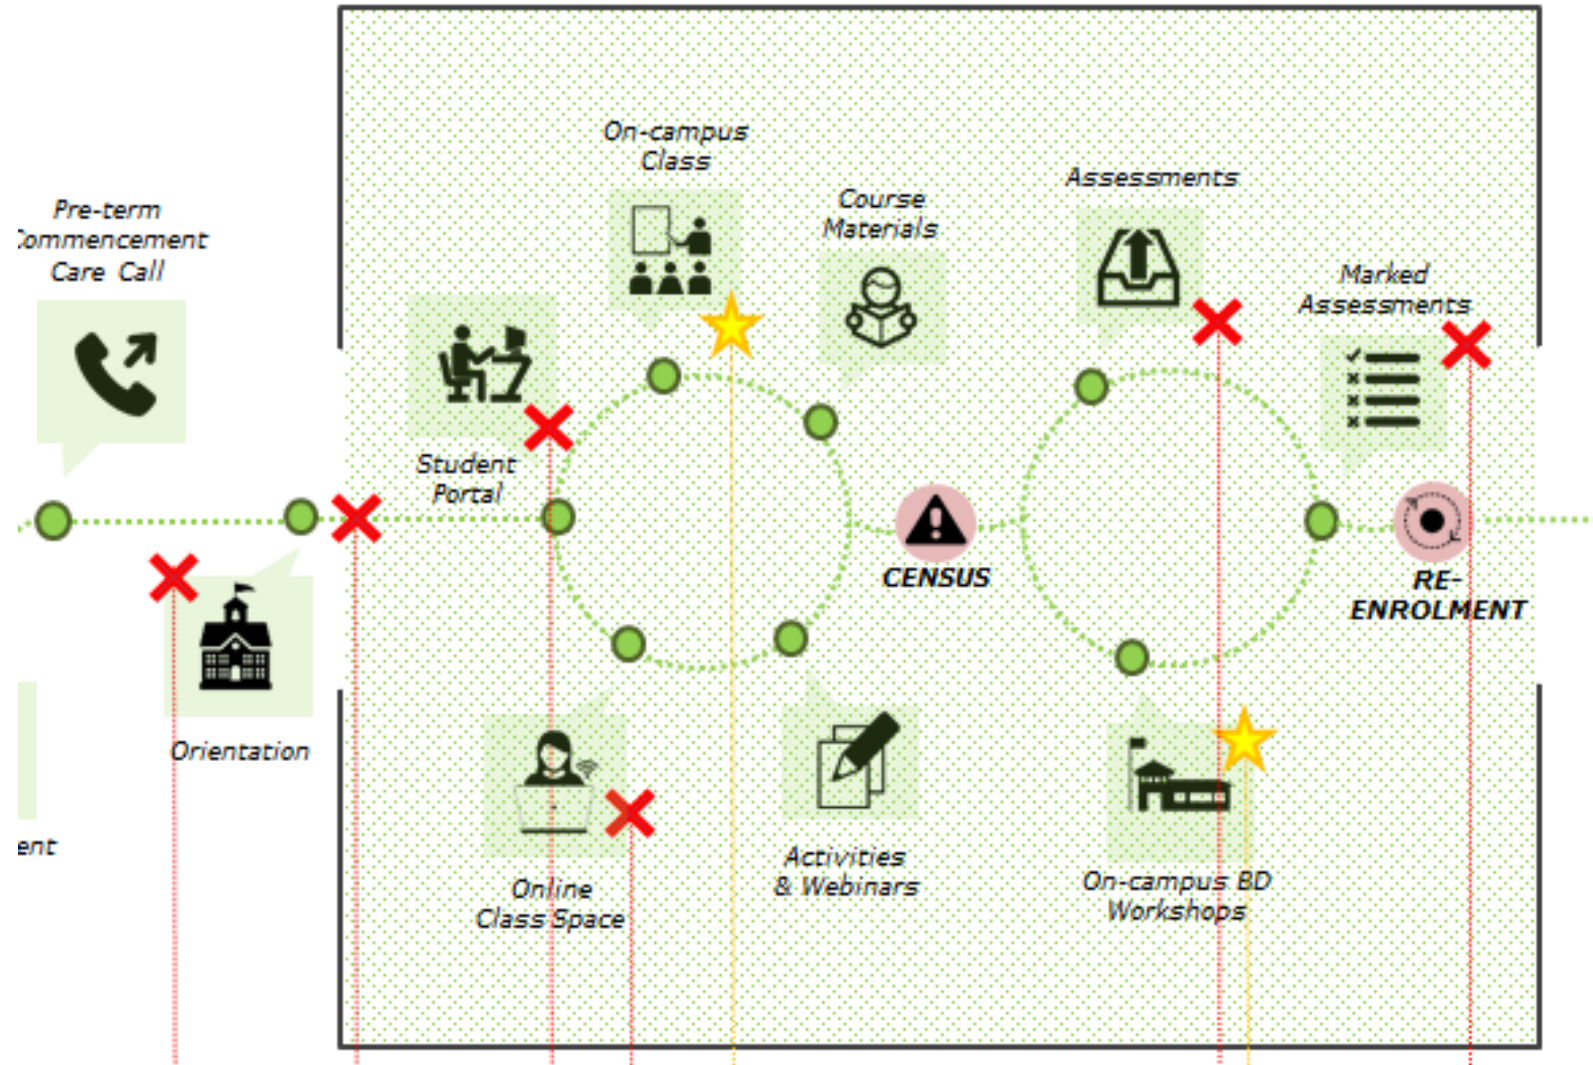 On-campus
Class
Assessments
Course
Materials
Pre-term
Commencement
Care Call
Marked
Assessments
Student
Portal
CENSUS
RE-
ENROLMENT
Orientation
ent
Activities
& Webinars
Online
Class Space
On-campus BD
Workshops